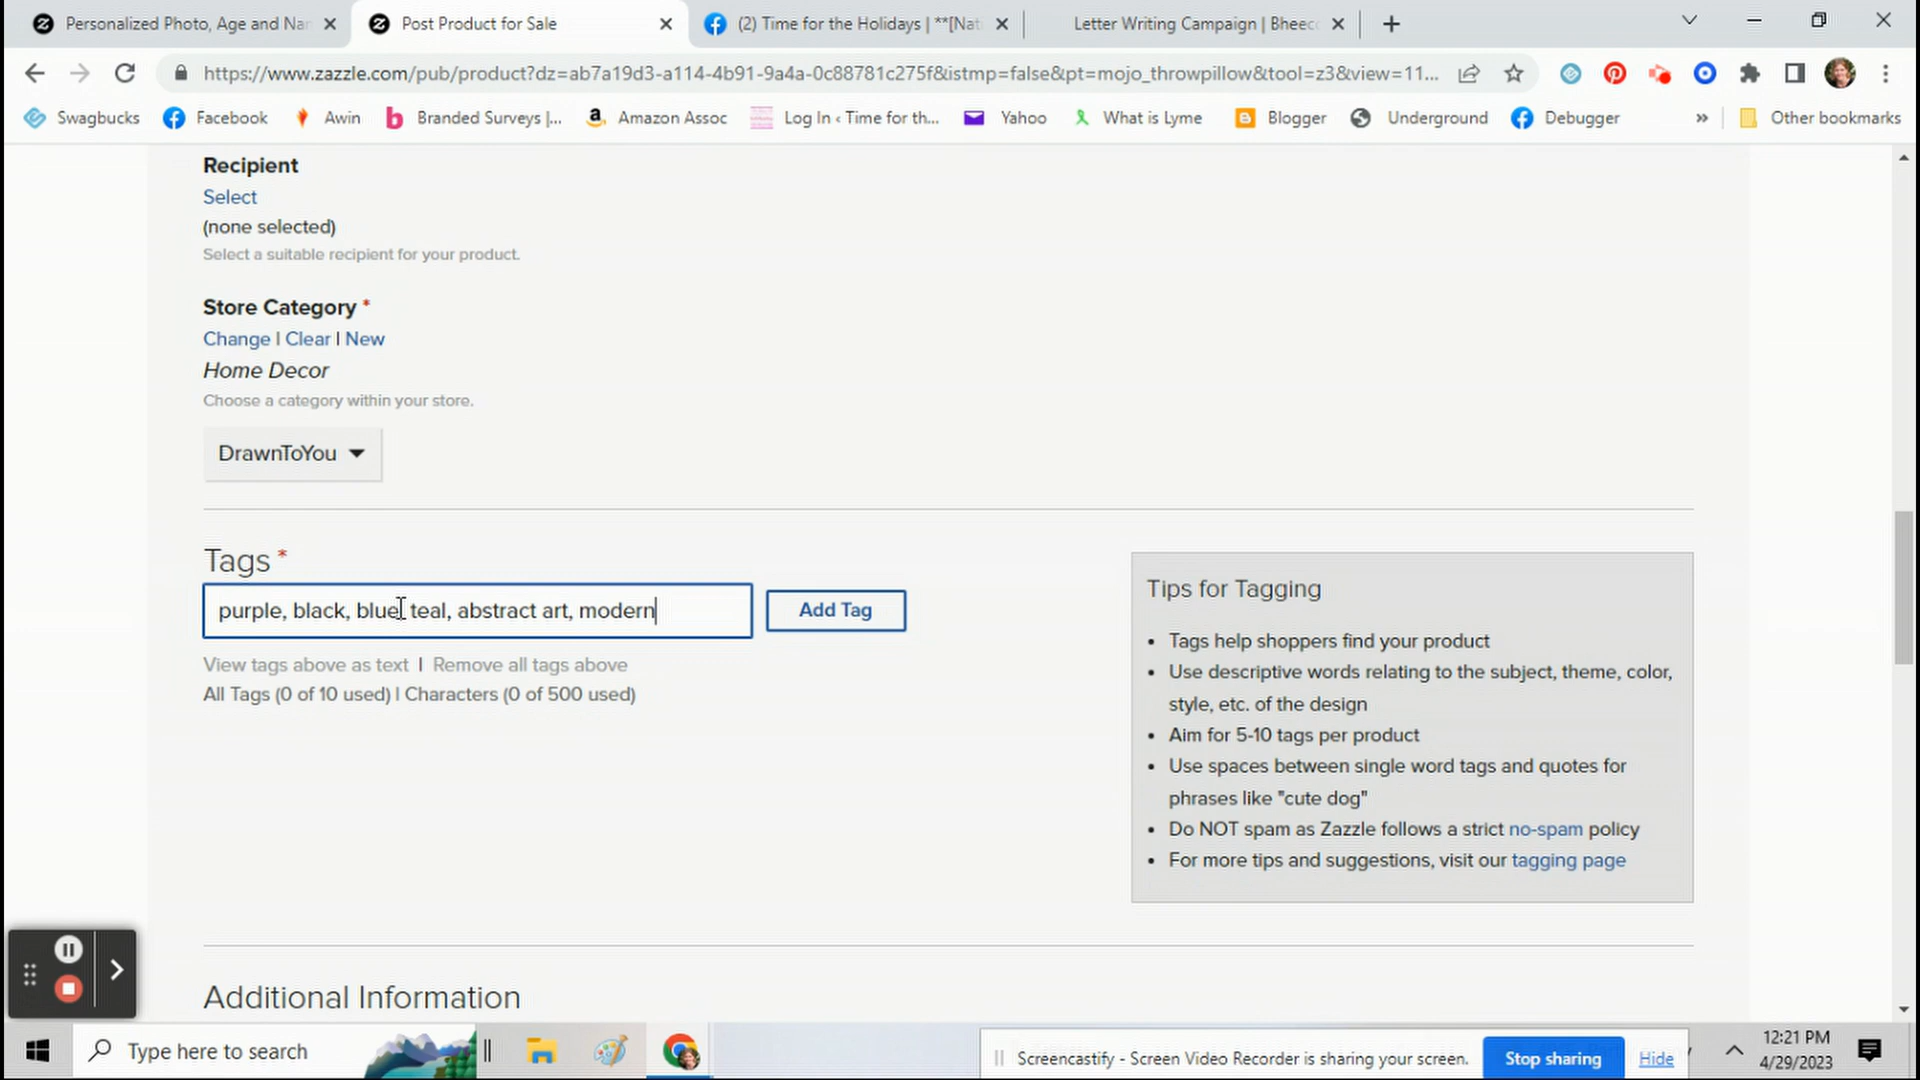 Personalized Photo, Age and Nar
Post Product for Sale
(2) Time for the Holidays | **[Nati
Letter Writing Campaign | Bheeco
https://www.zazzle.com/pub/product?dz=ab7a19d3-a114-4b91-9a4a-0c88781c275f&istmp=false&pt=mojo_throwpillow&tool=z3&view=11...
Swagbucks
Facebook
Awin
Branded Surveys |...
Amazon Assoc
Log In ‹ Time for th...
Yahoo
What is Lyme
Blogger
Underground
Debugger
»
Other bookmarks
Recipient
Select
(none selected)
Select a suitable recipient for your product.
Store Category *
Change | Clear | New
Home Decor
Choose a category within your store.
DrawnToYou
Tags *
purple, black, blue, teal, abstract art, modern
Add Tag
View tags above as text | Remove all tags above
All Tags (0 of 10 used) | Characters (0 of 500 used)
Tips for Tagging
• Tags help shoppers find your product
• Use descriptive words relating to the subject, theme, color,
style, etc. of the design
• Aim for 5-10 tags per product
• Use spaces between single word tags and quotes for
phrases like "cute dog"
• Do NOT spam as Zazzle follows a strict no-spam policy
• For more tips and suggestions, visit our tagging page
Additional Information
Type here to search
Screencastify - Screen Video Recorder is sharing your screen.
Stop sharing
Hide
12:21 PM
4/29/2023